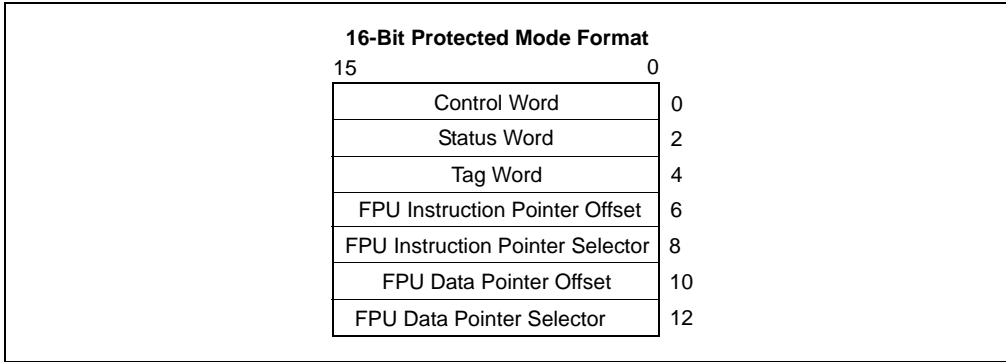 16-Bit Protected Mode Format
15 0
Control Word 0
Status Word 2
Tag Word 4
FPU Instruction Pointer Offset 6
FPU Instruction Pointer Selector 8
FPU Data Pointer Offset 10
FPU Data Pointer Selector 12